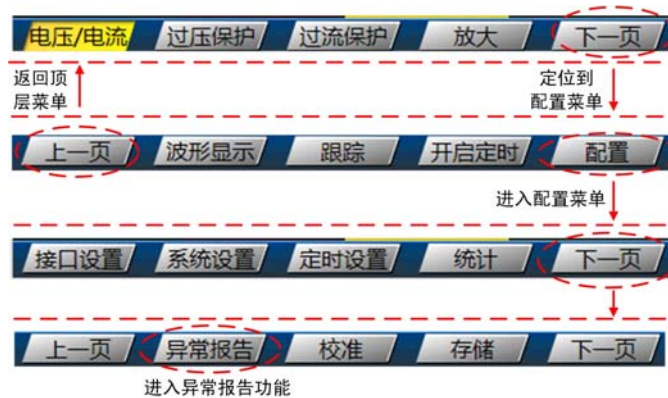 电压/电流 过压保护 过流保护 放大 下一页
返回顶
层菜单
定位到
配置菜单
上一页 波形显示 跟踪 开启定时 配置
进入配置菜单
接口设置 系统设置 定时设置 统计 下一页
上一页 异常报告 校准 存储 下一页
进入异常报告功能